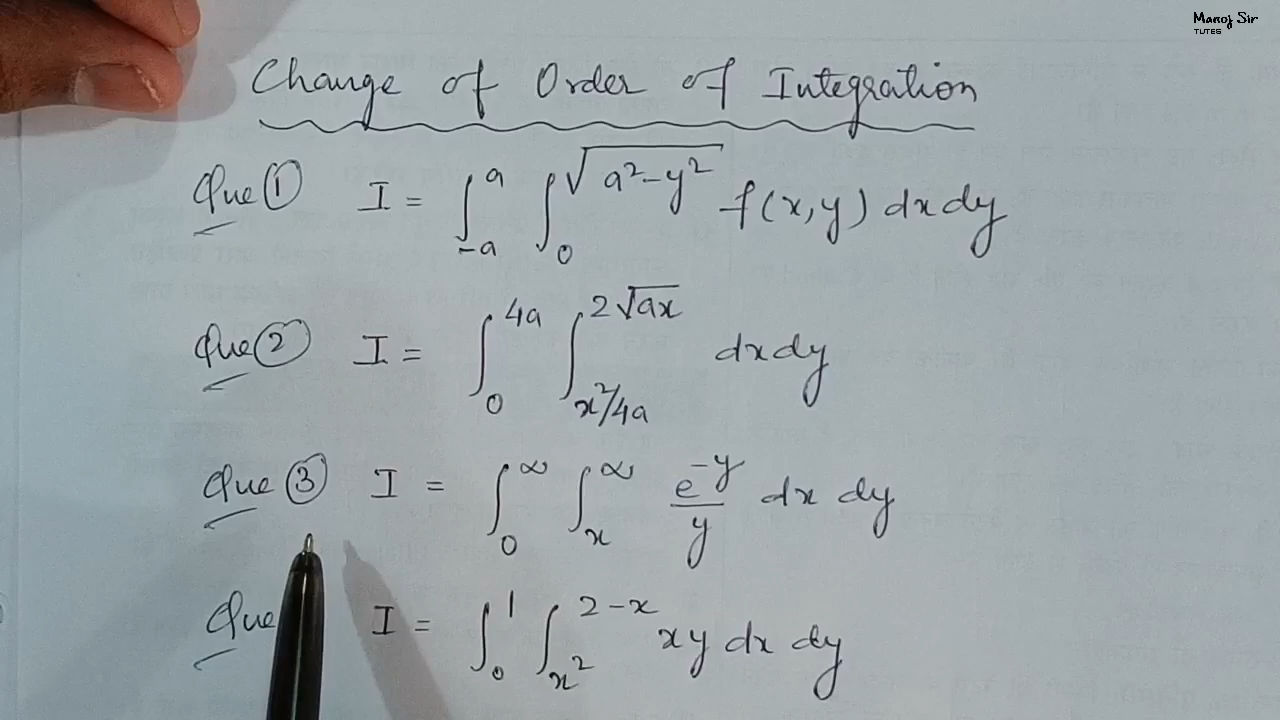 Manoj Sir
TUTES
Change of Order of Integration
Que ① I = ∫_{-a}^{a} ∫_{0}^{√(a²-y²)} f(x,y) dx dy
Que ② I = ∫_{0}^{4a} ∫_{x²/4a}^{2√ax} dx dy
Que ③ I = ∫_{0}^{∞} ∫_{x}^{∞} e^{-y}/y dx dy
Que I = ∫_{0}^{1} ∫_{x²}^{2-x} xy dx dy